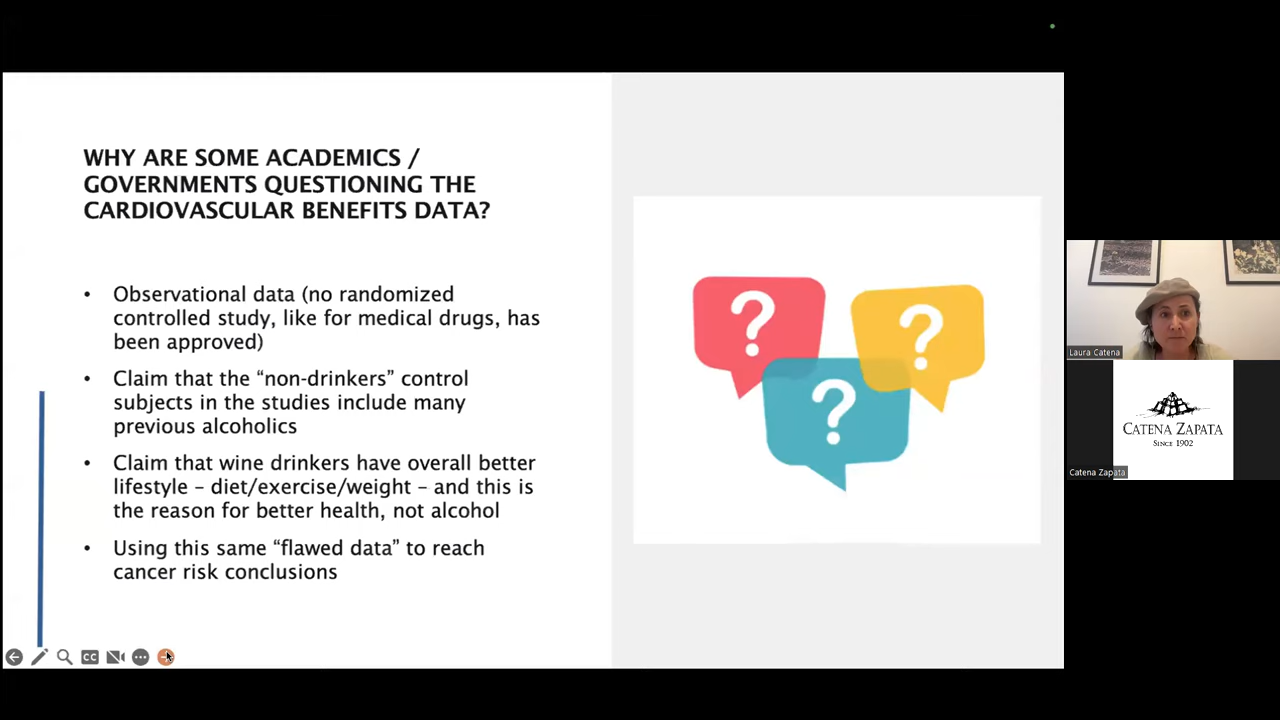 WHY ARE SOME ACADEMICS /
GOVERNMENTS QUESTIONING THE
CARDIOVASCULAR BENEFITS DATA?
• Observational data (no randomized
controlled study, like for medical drugs, has
been approved)
• Claim that the “non-drinkers” control
subjects in the studies include many
previous alcoholics
• Claim that wine drinkers have overall better
lifestyle – diet/exercise/weight – and this is
the reason for better health, not alcohol
• Using this same “flawed data” to reach
cancer risk conclusions
?
?
?
CC
Laura Catena
CATENA ZAPATA
SINCE 1902
Catena Zapata